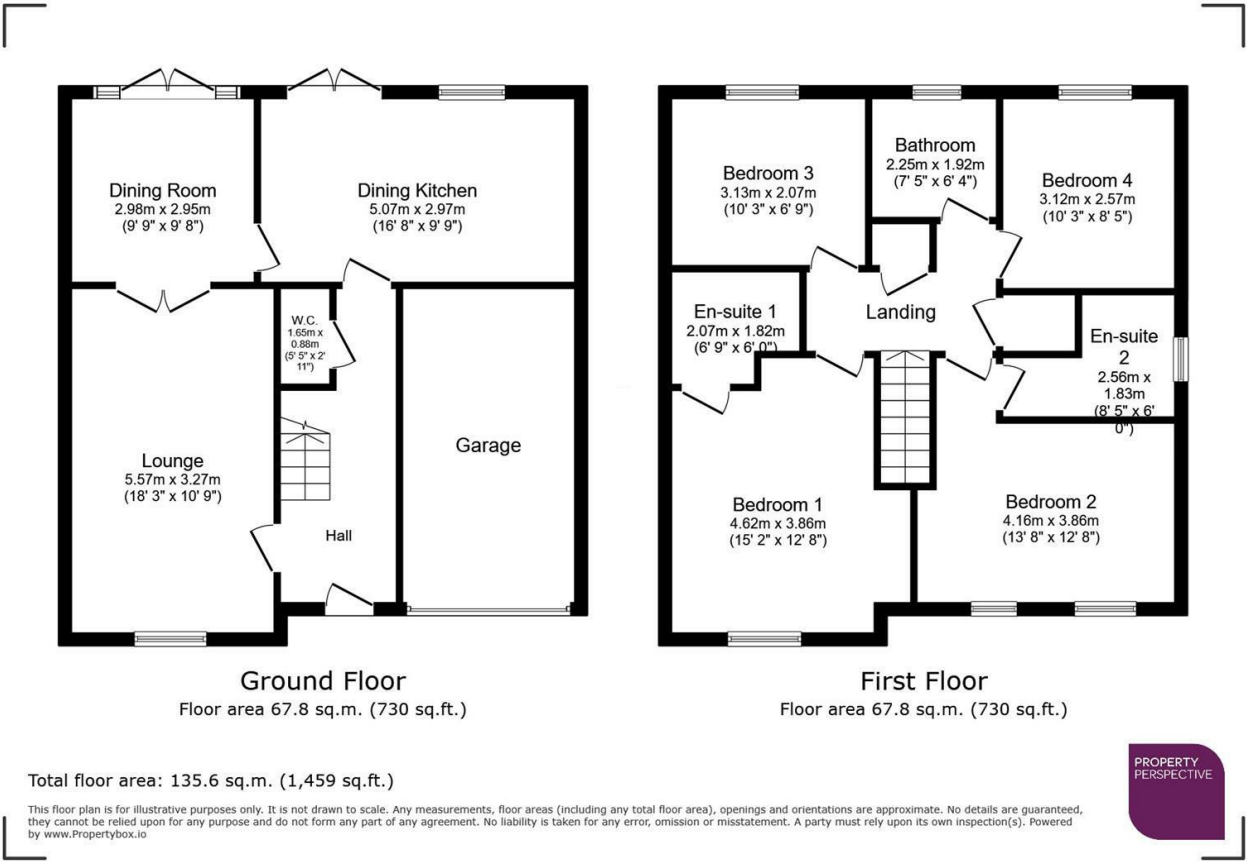 Dining Room
2.98m x 2.95m
(9' 9" x 9' 8")
Dining Kitchen
5.07m x 2.97m
(16' 8" x 9' 9")
W.C.
1.65m x
0.88m
(5' 5" x 2'
11")
Lounge
5.57m x 3.27m
(18' 3" x 10' 9")
Garage
Hall
Ground Floor
Floor area 67.8 sq.m. (730 sq.ft.)
Bedroom 3
3.13m x 2.07m
(10' 3" x 6' 9")
Bathroom
2.25m x 1.92m
(7' 5" x 6' 4")
Bedroom 4
3.12m x 2.57m
(10' 3" x 8' 5")
En-suite 1
2.07m x 1.82m
(6' 9" x 6' 0")
Landing
En-suite
2
2.56m x
1.83m
(8' 5" x 6'
0")
Bedroom 1
4.62m x 3.86m
(15' 2" x 12' 8")
Bedroom 2
4.16m x 3.86m
(13' 8" x 12' 8")
First Floor
Floor area 67.8 sq.m. (730 sq.ft.)
Total floor area: 135.6 sq.m. (1,459 sq.ft.)
This floor plan is for illustrative purposes only. It is not drawn to scale. Any measurements, floor areas (including any total floor area), openings and orientations are approximate. No details are guaranteed,
they cannot be relied upon for any purpose and do not form any part of any agreement. No liability is taken for any error, omission or misstatement. A party must rely upon its own inspection(s). Powered
by www.Propertybox.io
PROPERTY
PERSPECTIVE